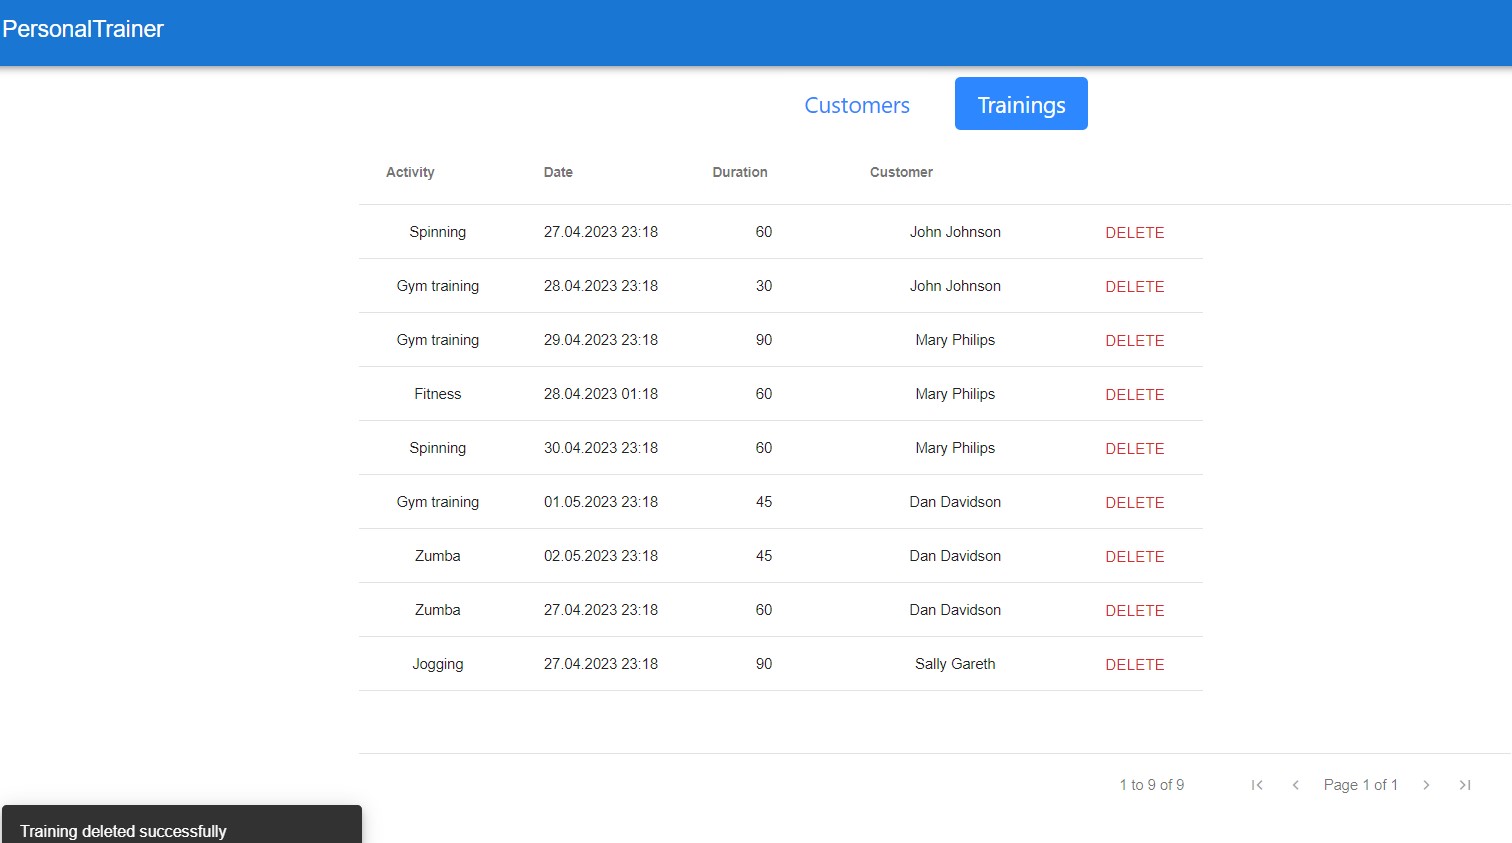 PersonalTrainer
Customers Trainings
Activity Date Duration Customer
Spinning 27.04.2023 23:18 60 John Johnson DELETE
Gym training 28.04.2023 23:18 30 John Johnson DELETE
Gym training 29.04.2023 23:18 90 Mary Philips DELETE
Fitness 28.04.2023 01:18 60 Mary Philips DELETE
Spinning 30.04.2023 23:18 60 Mary Philips DELETE
Gym training 01.05.2023 23:18 45 Dan Davidson DELETE
Zumba 02.05.2023 23:18 45 Dan Davidson DELETE
Zumba 27.04.2023 23:18 60 Dan Davidson DELETE
Jogging 27.04.2023 23:18 90 Sally Gareth DELETE
1 to 9 of 9 Page 1 of 1
Training deleted successfully